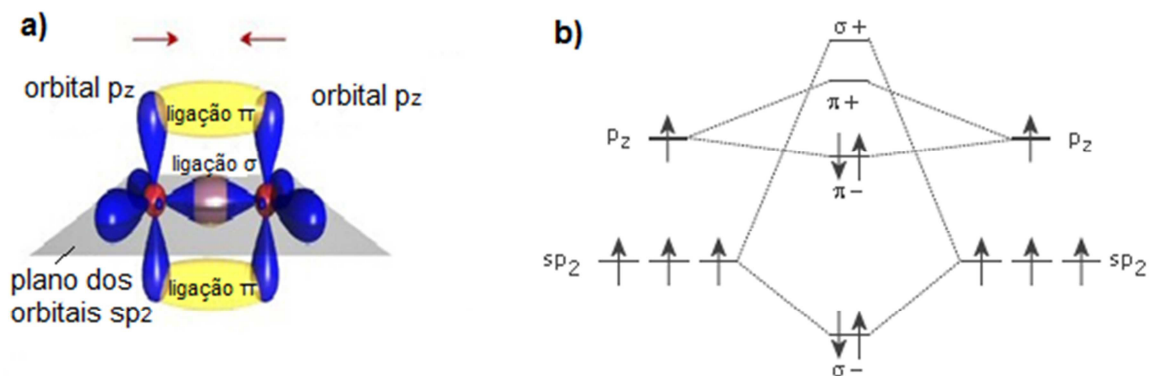 a)
orbital pz
orbital pz
ligação π
ligação σ
ligação π
plano dos
orbitais sp2
b)
σ+
π+
pz
pz
π-
sp2
sp2
σ-